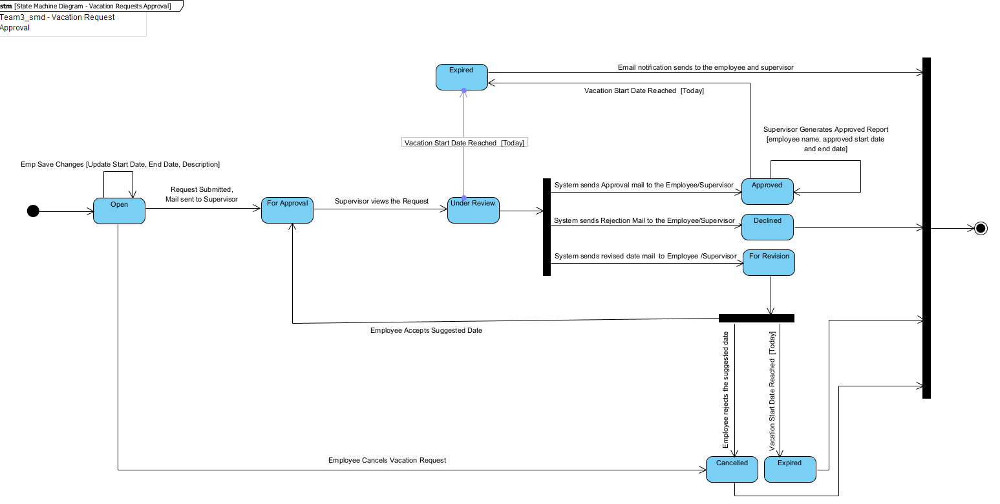 stm [State Machine Diagram - Vacation Requests Approval]
Team3_smd - Vacation Request
Approval
Expired
Email notification sends to the employee and supervisor
Vacation Start Date Reached  [Today]
Supervisor Generates Approved Report
[employee name, approved start date
and end date]
Vacation Start Date Reached  [Today]
Emp Save Changes [Update Start Date, End Date, Description]
Request Submitted,
Mail sent to Supervisor
Open
For Approval
Supervisor views the Request
Under Review
System sends Approval mail to the Employee/Supervisor
Approved
System sends Rejection Mail to the Employee/Supervisor
Declined
System sends revised date mail  to Employee /Supervisor
For Revision
Employee Accepts Suggested Date
Employee rejects the suggested date
Vacation Start Date Reached  [Today]
Employee Cancels Vacation Request
Cancelled
Expired